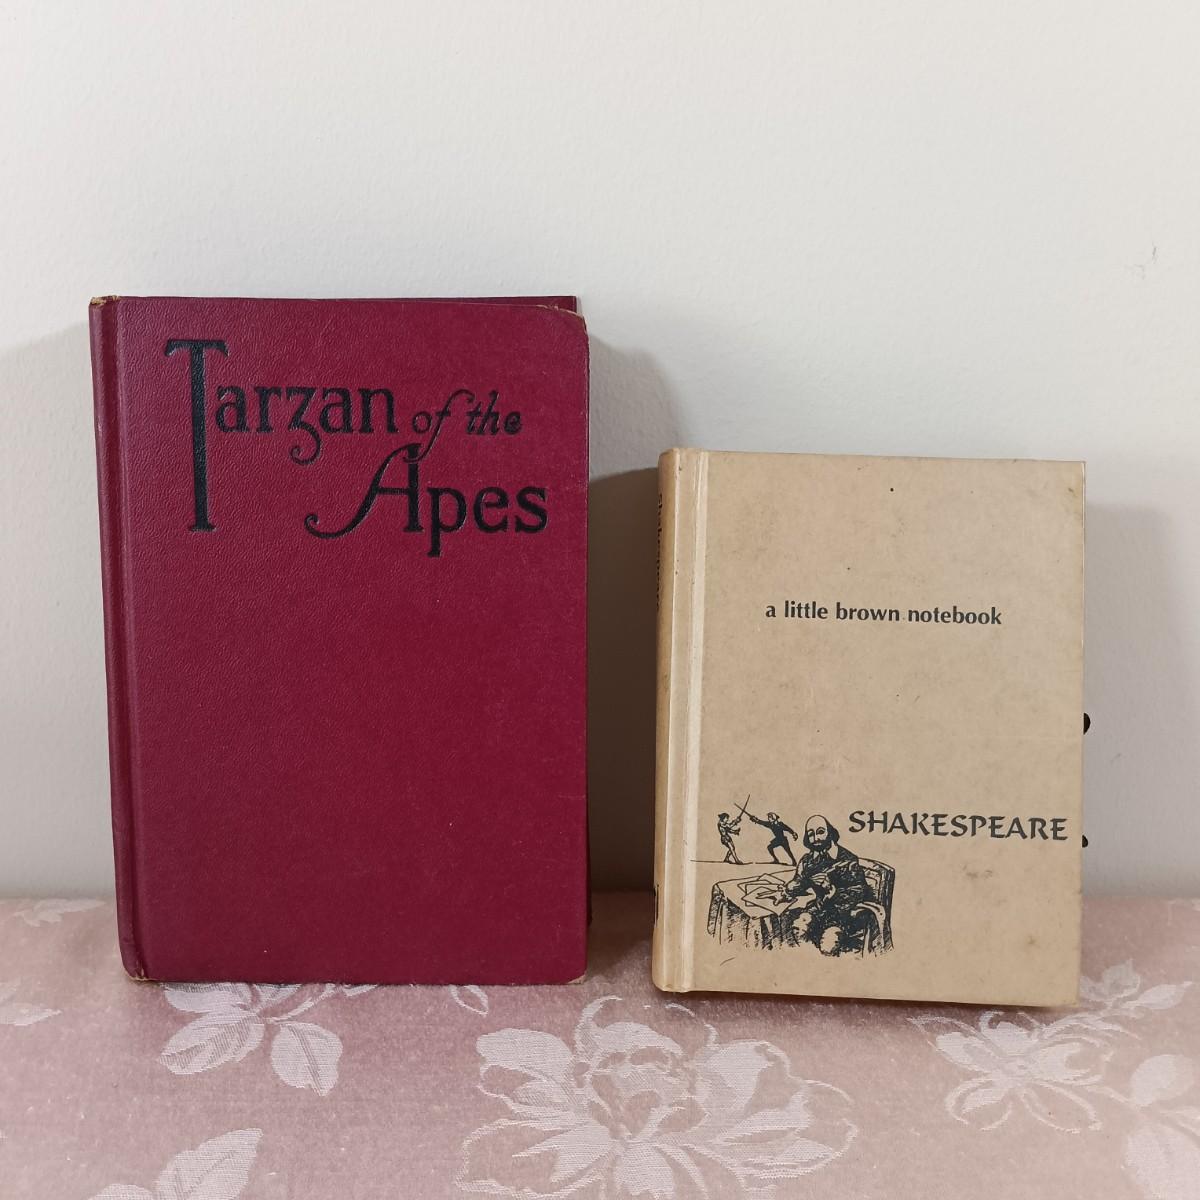 Tarzan of the
Apes
a little brown notebook
SHAKESPEARE